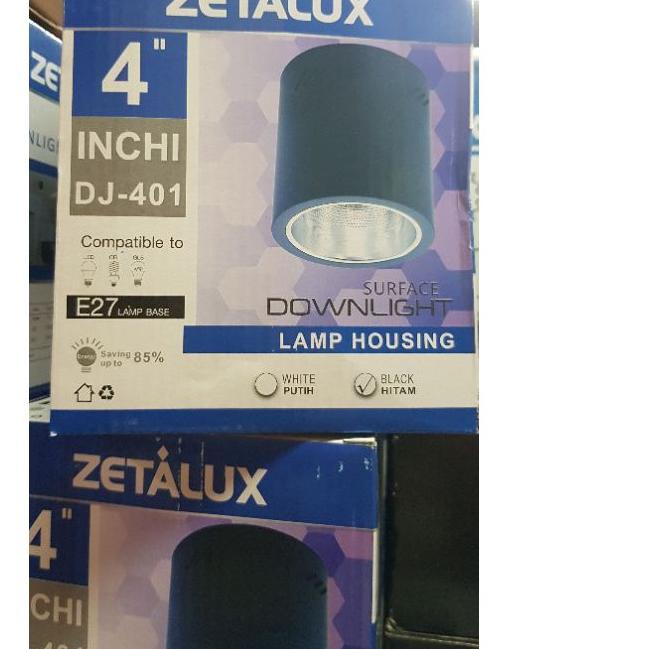 ZETALUX
4"
INCHI
DJ-401
Compatible to
E27 LAMP BASE
Energy
Saving
up to 85%
SURFACE
DOWNLIGHT
LAMP HOUSING
WHITE
PUTIH
BLACK
HITAM
ZETALUX
4"
CHI